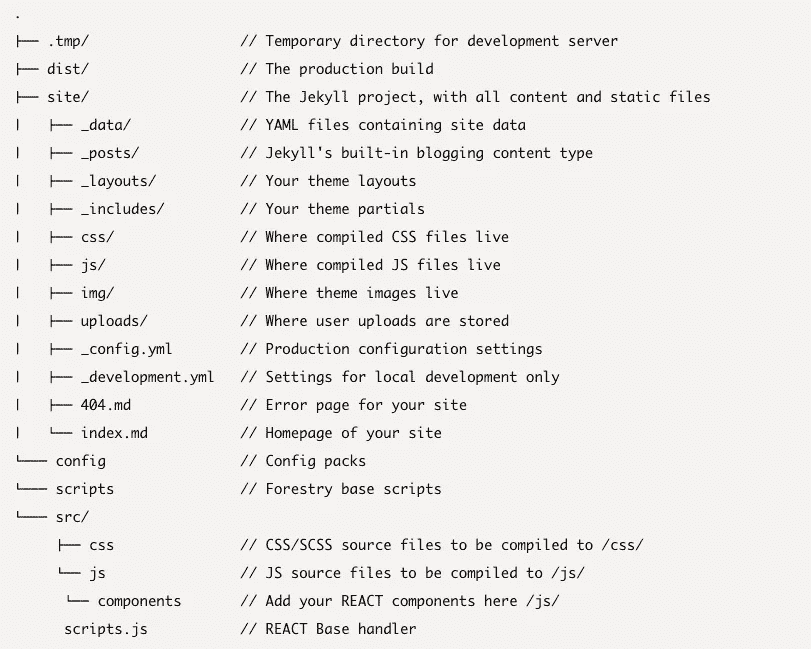 .
├── .tmp/                  // Temporary directory for development server
├── dist/                  // The production build
├── site/                  // The Jekyll project, with all content and static files
|   ├── _data/             // YAML files containing site data
|   ├── _posts/            // Jekyll's built-in blogging content type
|   ├── _layouts/          // Your theme layouts
|   ├── _includes/         // Your theme partials
|   ├── css/               // Where compiled CSS files live
|   ├── js/                // Where compiled JS files live
|   ├── img/               // Where theme images live
|   ├── uploads/           // Where user uploads are stored
|   ├── _config.yml        // Production configuration settings
|   ├── _development.yml   // Settings for local development only
|   ├── 404.md             // Error page for your site
|   └── index.md           // Homepage of your site
└─── config                // Config packs
└─── scripts               // Forestry base scripts
└─── src/
     ├── css               // CSS/SCSS source files to be compiled to /css/
     └── js                // JS source files to be compiled to /js/
      └── components       // Add your REACT components here /js/
      scripts.js           // REACT Base handler